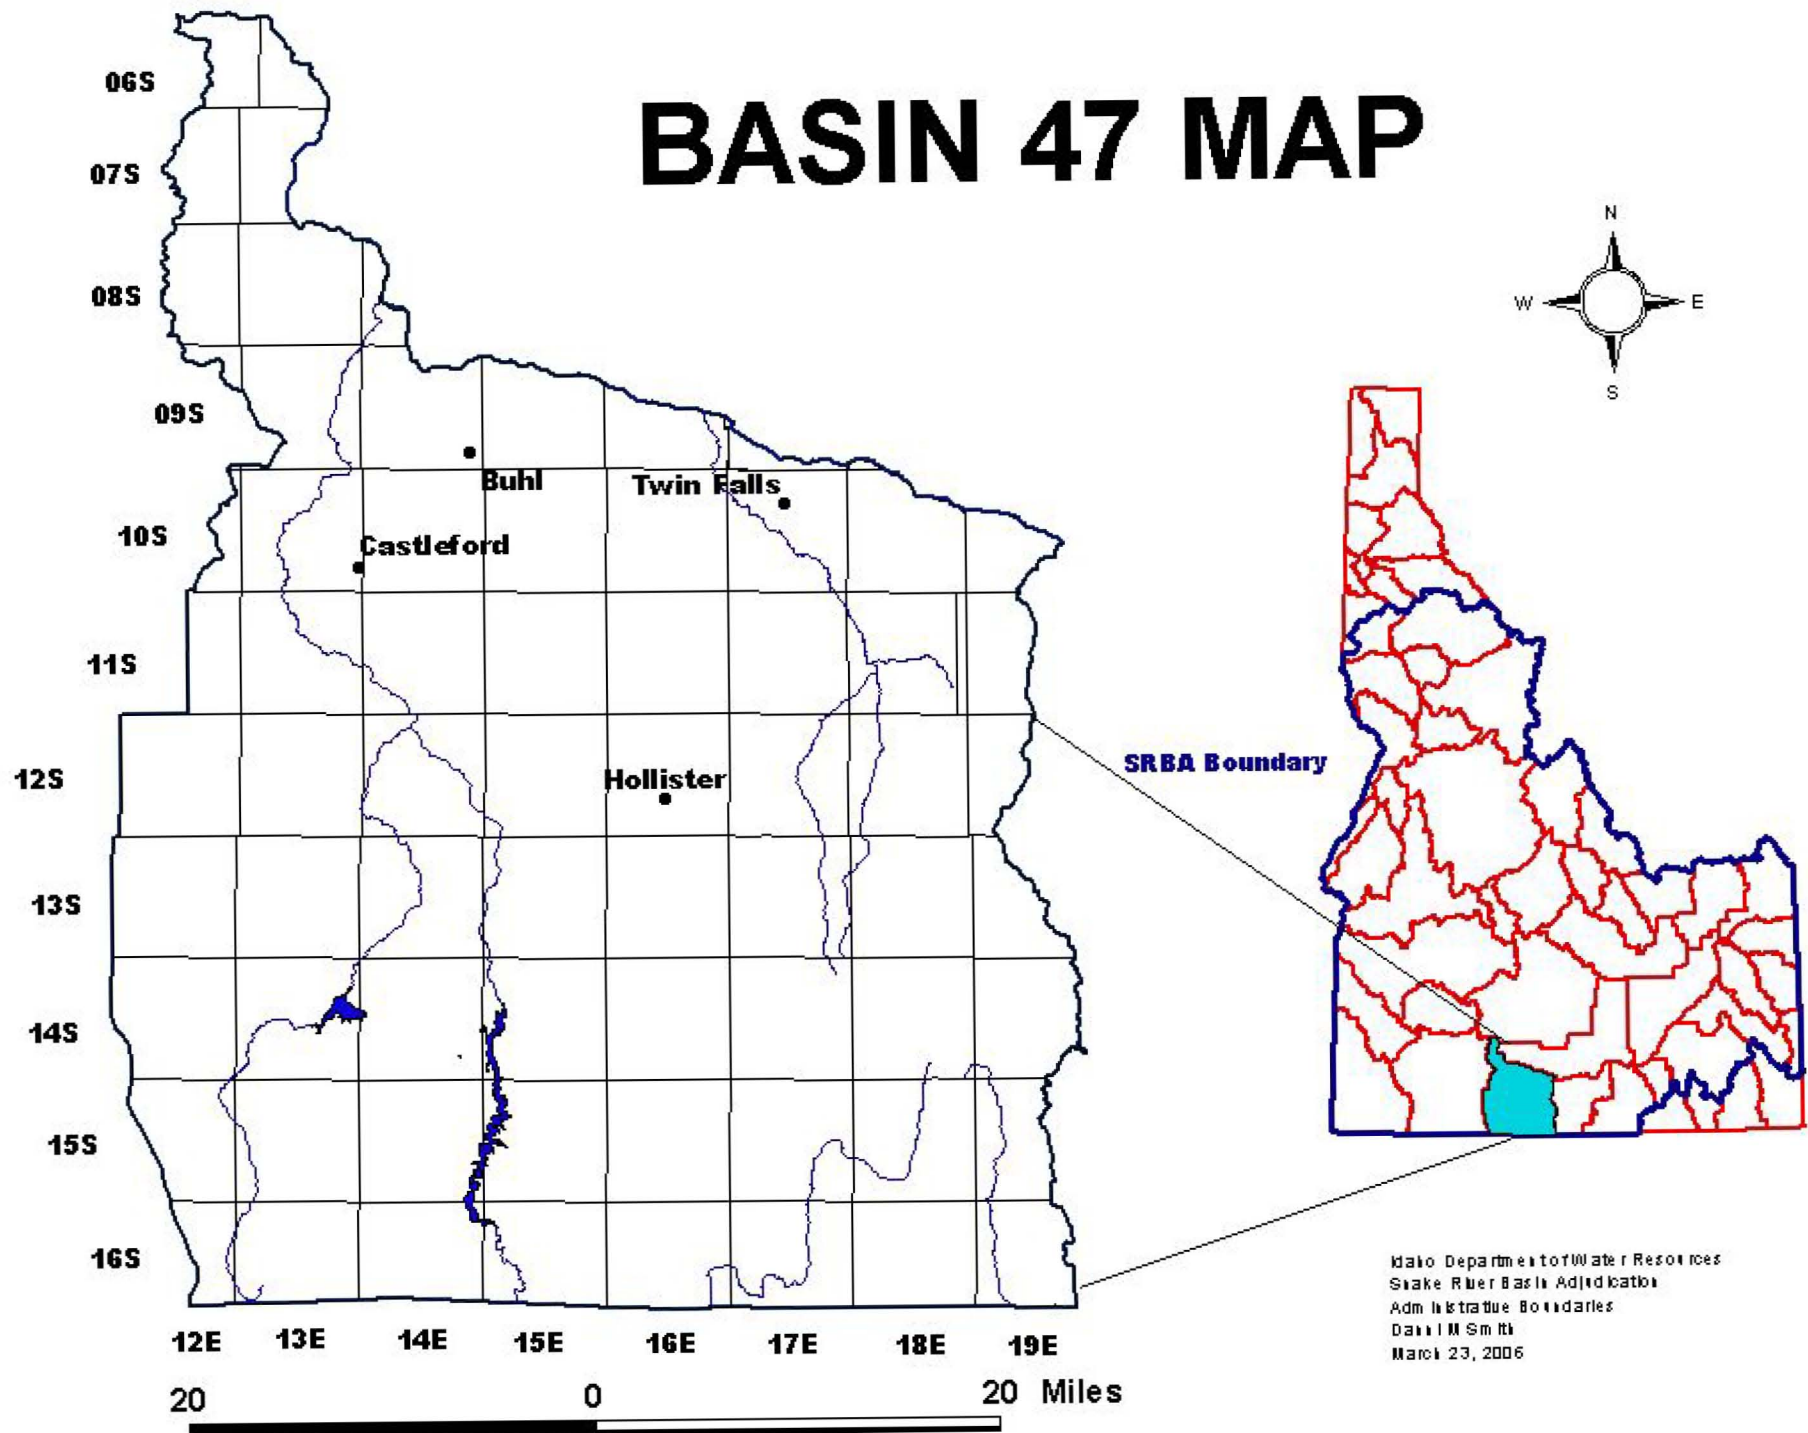 BASIN 47 MAP
06S
07S
08S
09S
10S
11S
12S
13S
14S
15S
16S
Buhl
Twin Falls
Castleford
Hollister
N
W E
S
SRBA Boundary
12E 13E 14E 15E 16E 17E 18E 19E
20 0 20 Miles
Idaho Department of Water Resources
Snake River Basin Adjudication
Administrative Boundaries
Danni M Smith
March 23, 2006